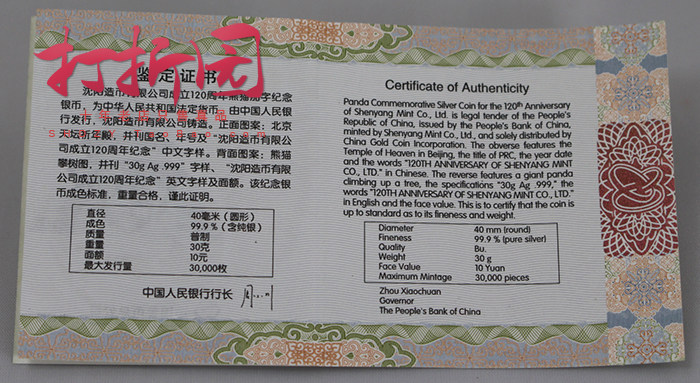 打折园
鉴定证书
沈阳造币有限公司成立120周年熊猫加字纪念
银币,为中华人民共和国法定货币,由中国人民银
行发行,沈阳造币有限公司铸造。正面图案:北京
天坛祈年殿,并刊国名、年号及“沈阳造币有限公
司成立120周年纪念”中文字样。背面图案:熊猫
攀树图,并刊“30g Ag .999”字样、“沈阳造币有限公
司成立120周年纪念”英文字样及面额。该纪念银
币成色标准,重量合格,谨此证明。
直径 40毫米(圆形)
成色 99.9%(含纯银)
质量 普制
重量 30克
面额 10元
最大发行量 30,000枚
中国人民银行行长
Certificate of Authenticity
Panda Commemorative Silver Coin for the 120th Anniversary
of Shenyang Mint Co., Ltd. is legal tender of the People's
Republic of China, issued by the People's Bank of China,
minted by Shenyang Mint Co., Ltd., and solely distributed by
China Gold Coin Incorporation. The obverse features the
Temple of Heaven in Beijing, the title of PRC, the year date
and the words "120TH ANNIVERSARY OF SHENYANG MINT
CO., LTD." in Chinese. The reverse features a giant panda
climbing up a tree, the specifications "30g Ag .999", the
words "120TH ANNIVERSARY OF SHENYANG MINT CO., LTD."
in English and the face value. This is to certify that the coin is
up to standard as to its fineness and weight.
Diameter 40 mm (round)
Fineness 99.9 % (pure silver)
Quality Bu.
Weight 30 g
Face Value 10 Yuan
Maximum Mintage 30,000 pieces
Zhou Xiaochuan
Governor
The People's Bank of China